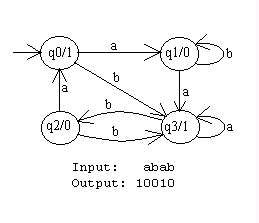 q0/1 a q1/0
b
b a
a
b
q2/0 b q3/1 a
Input: abab
Output: 10010